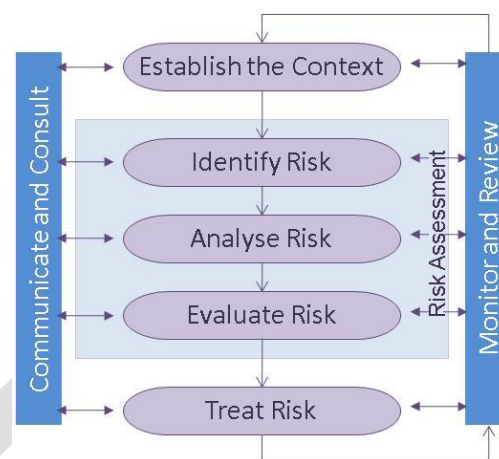 Establish the Context
Communicate and Consult
Identify Risk
Analyse Risk
Evaluate Risk
Risk Assessment
Monitor and Review
Treat Risk